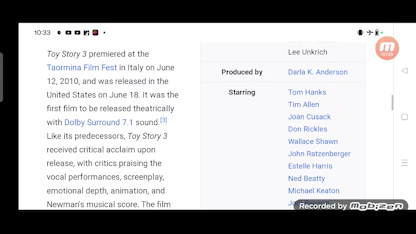 10:33
Toy Story 3 premiered at the
Taormina Film Fest in Italy on June
12, 2010, and was released in the
United States on June 18. It was the
first film to be released theatrically
with Dolby Surround 7.1 sound.[3]
Like its predecessors, Toy Story 3
received critical acclaim upon
release, with critics praising the
vocal performances, screenplay,
emotional depth, animation, and
Newman's musical score. The film
Lee Unkrich
Produced by Darla K. Anderson
Starring Tom Hanks
Tim Allen
Joan Cusack
Don Rickles
Wallace Shawn
John Ratzenberger
Estelle Harris
Ned Beatty
Michael Keaton
Recorded by MOBIZEN